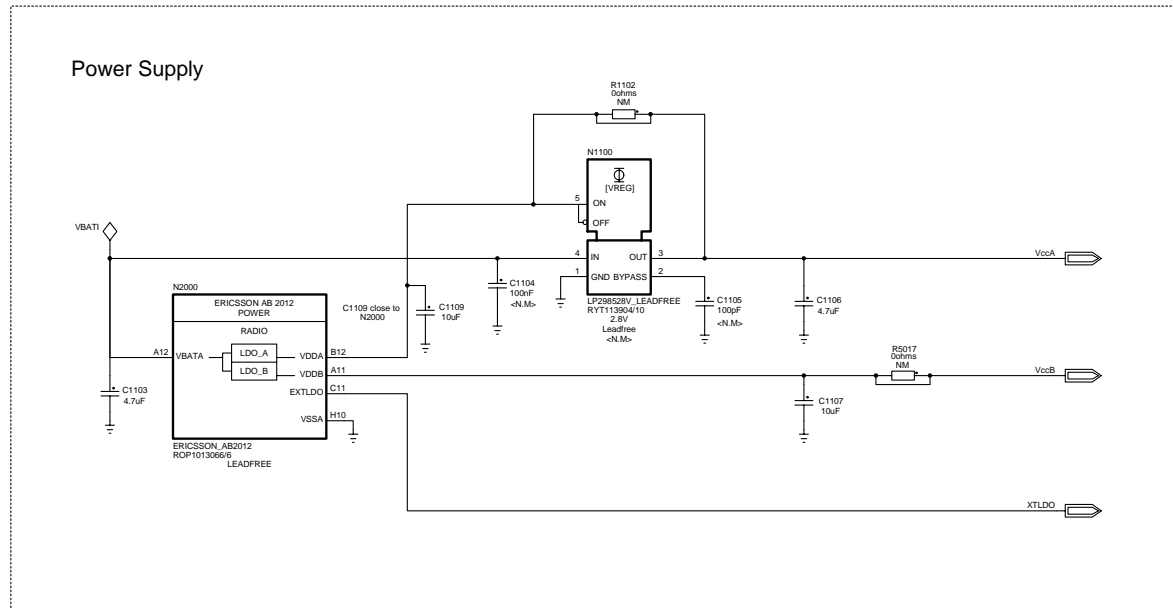 Power Supply
R1102
0ohms
NM
N1100
[VREG]
5
ON
OFF
VBATI
4
IN
OUT
3
VccA
1
GND
BYPASS
2
C1104
100nF
<N.M>
LP298528V_LEADFREE
RYT113904/10
2.8V
Leadfree
<N.M>
C1105
100pF
<N.M>
C1106
4.7uF
N2000
ERICSSON AB 2012
POWER
RADIO
C1109 close to
N2000
C1109
10uF
A12
VBATA
LDO_A
LDO_B
VDDA
B12
VDDB
A11
EXTLDO
C11
VSSA
H10
C1103
4.7uF
R5017
0ohms
NM
VccB
C1107
10uF
ERICSSON_AB2012
ROP1013066/6
LEADFREE
XTLDO